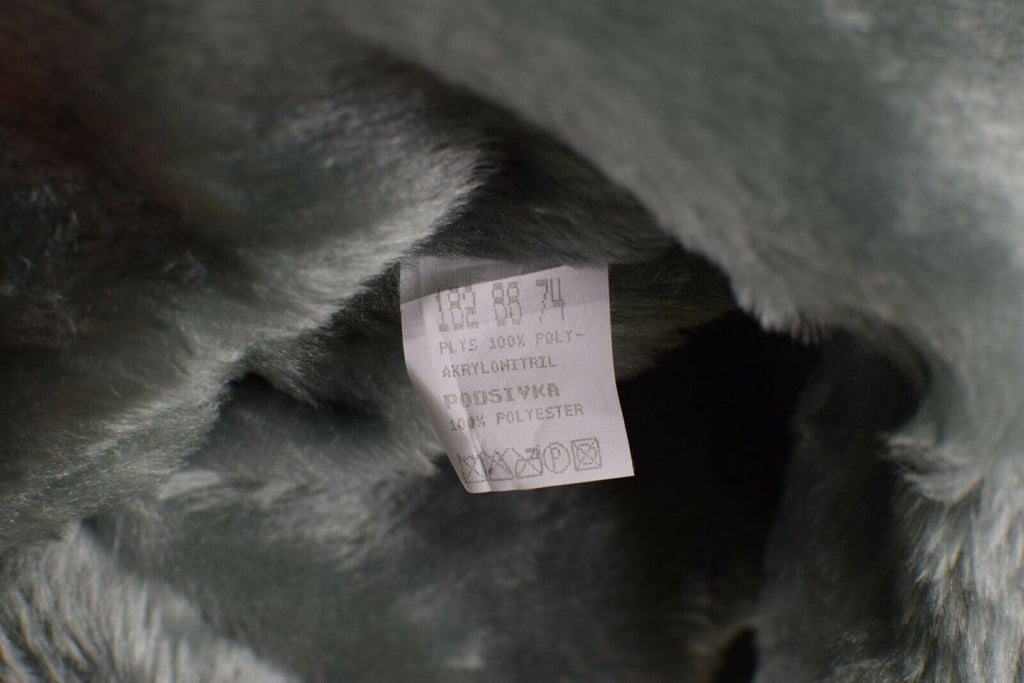 182 88 74
PLYS 100% POLY-
AKRYLONITRIL
PODSIVKA
100% POLYESTER
P